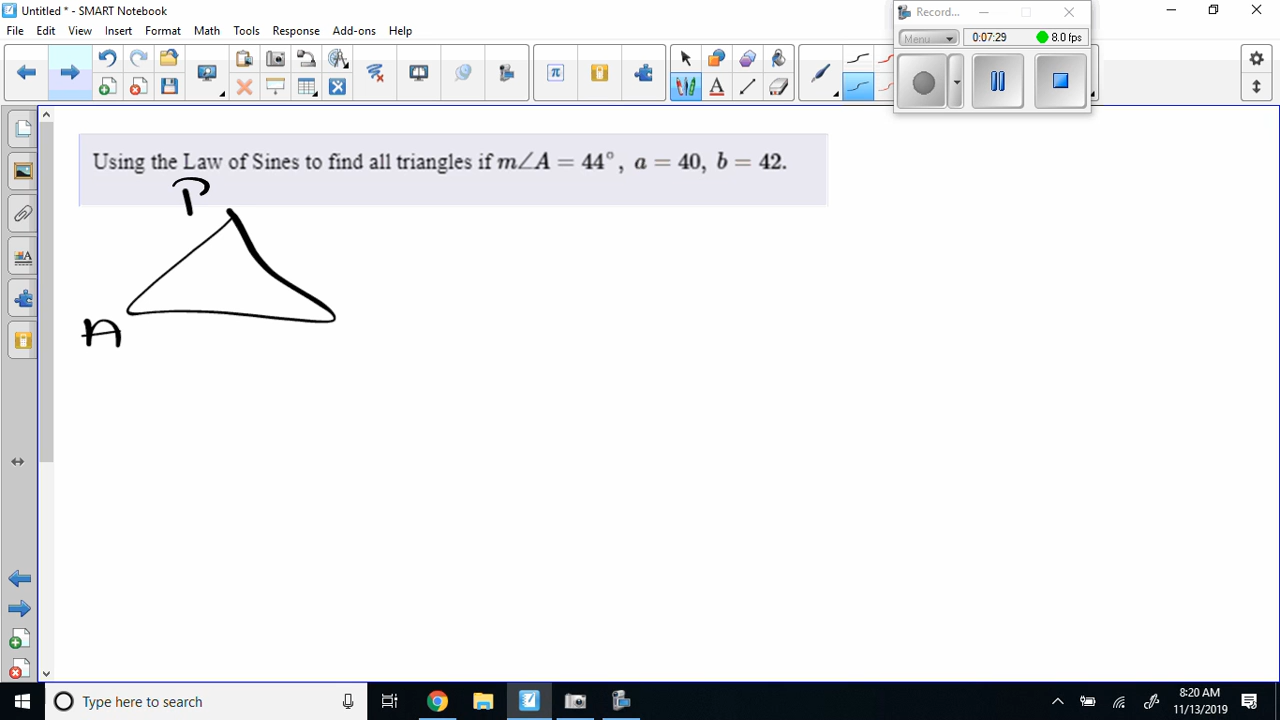 Untitled * - SMART Notebook
File Edit View Insert Format Math Tools Response Add-ons Help
Record...
Menu 0:07:29 8.0 fps
π A
Using the Law of Sines to find all triangles if m∠A = 44°, a = 40, b = 42.
A
Type here to search
8:20 AM
11/13/2019